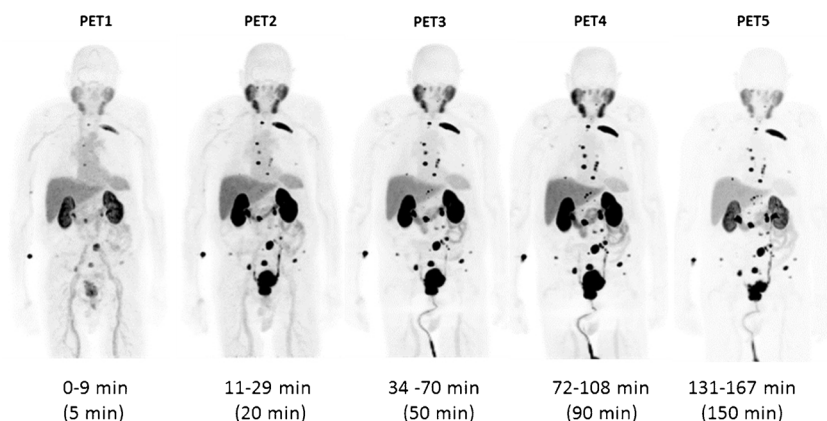 PET1 PET2 PET3 PET4 PET5
0-9 min 11-29 min 34 -70 min 72-108 min 131-167 min
(5 min) (20 min) (50 min) (90 min) (150 min)